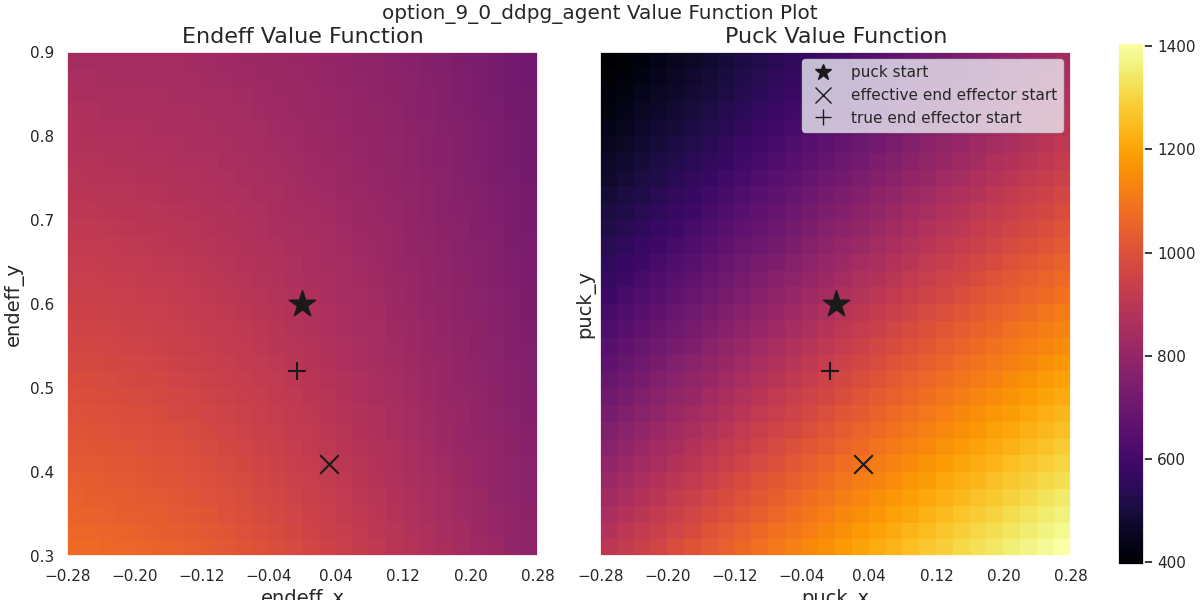 option_9_0_ddpg_agent Value Function Plot
Endeff Value Function
Puck Value Function
0.9
0.8
0.7
0.6
0.5
0.4
0.3
endeff_y
−0.28 −0.20 −0.12 −0.04 0.04 0.12 0.20 0.28
endeff_x
puck start
effective end effector start
true end effector start
puck_y
−0.28 −0.20 −0.12 −0.04 0.04 0.12 0.20 0.28
puck_x
1400
1200
1000
800
600
400